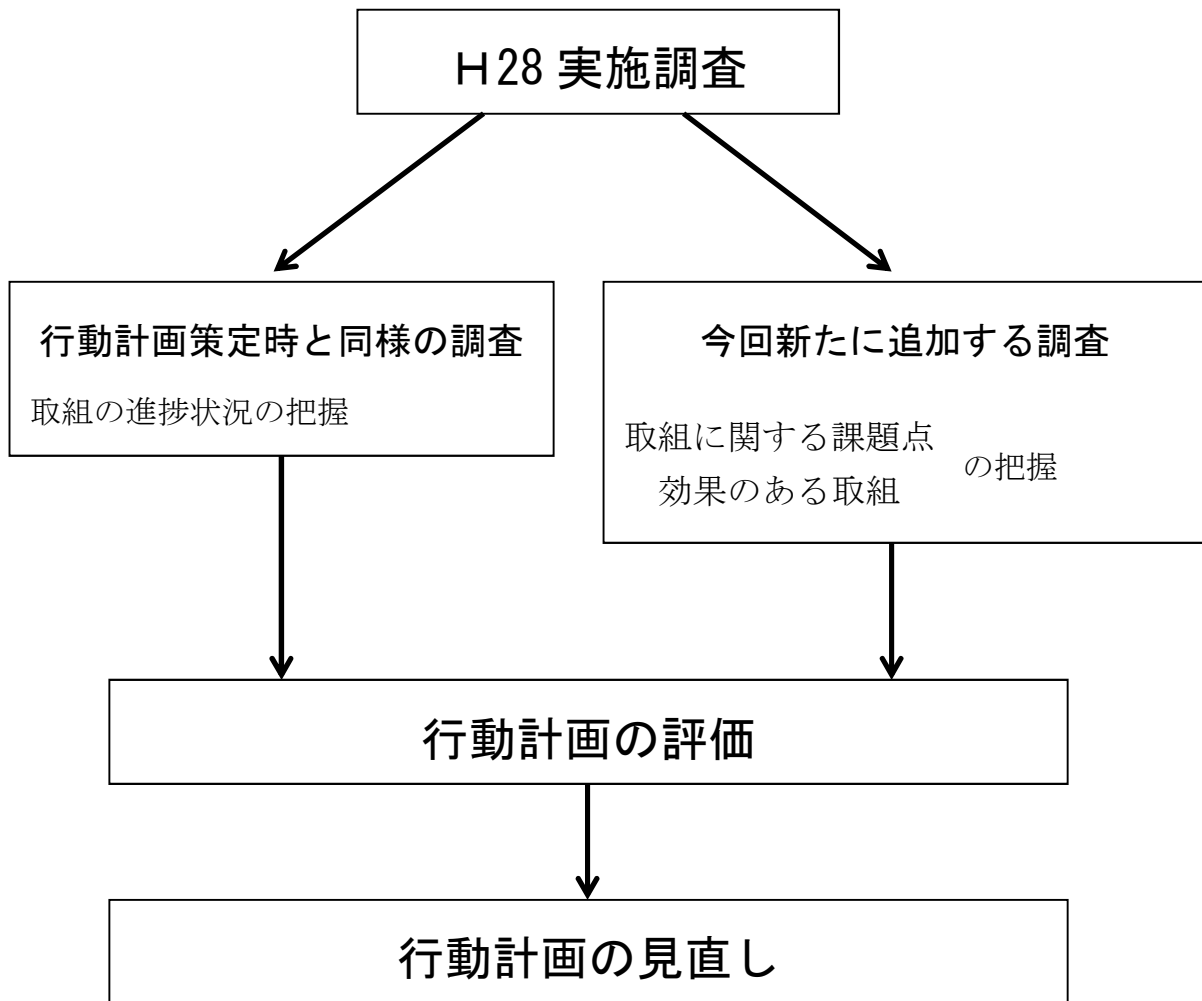 H28 実施調査
行動計画策定時と同様の調査
取組の進捗状況の把握
今回新たに追加する調査
取組に関する課題点
効果のある取組
の把握
行動計画の評価
行動計画の見直し